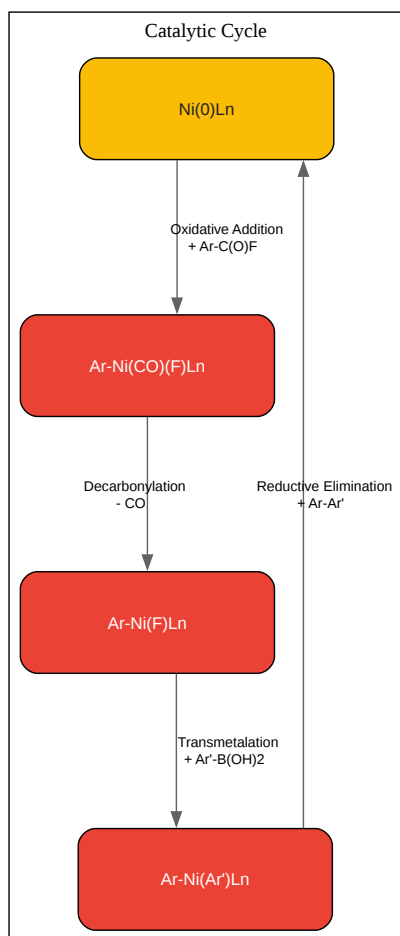 Catalytic Cycle
Ni(0)Ln
Oxidative Addition
+ Ar-C(O)F
Ar-Ni(CO)(F)Ln
Decarbonylation
- CO
Reductive Elimination
+ Ar-Ar'
Ar-Ni(F)Ln
Transmetalation
+ Ar'-B(OH)2
Ar-Ni(Ar')Ln